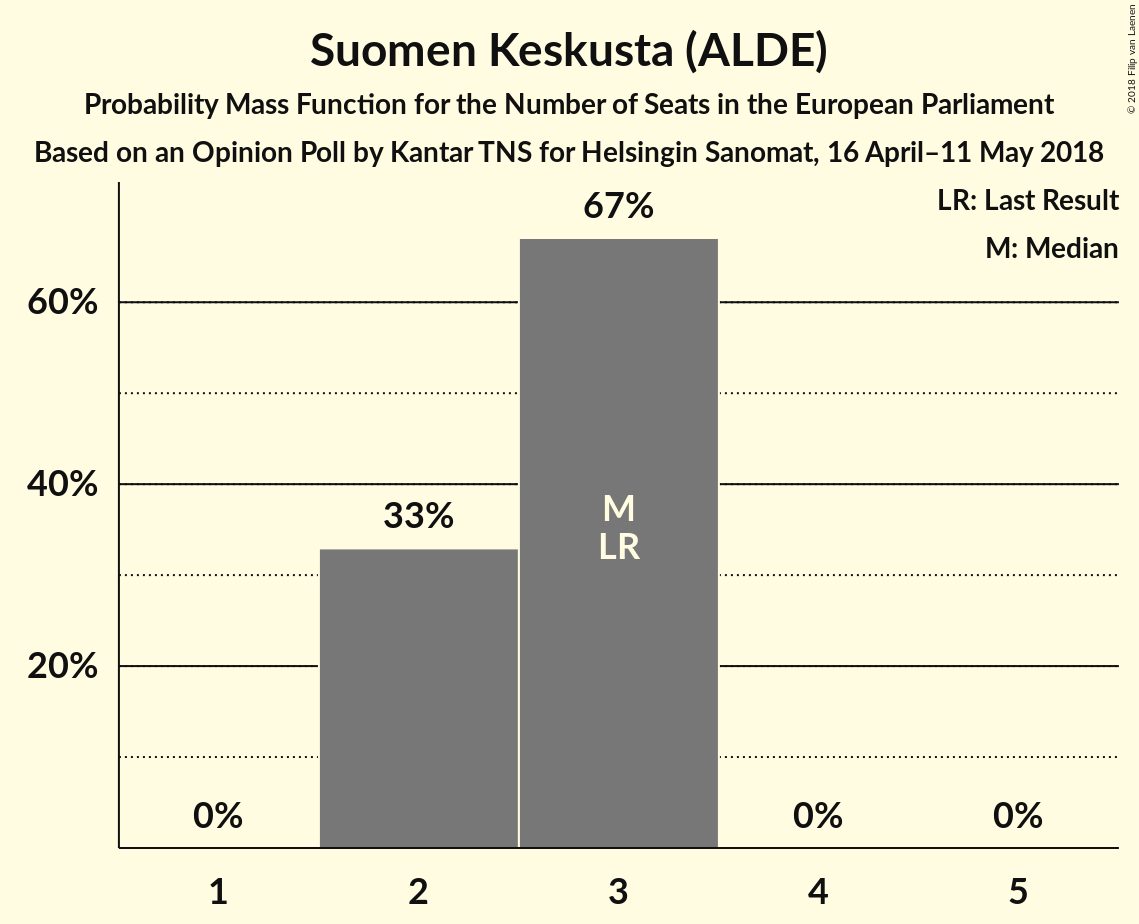 Suomen Keskusta (ALDE)
Probability Mass Function for the Number of Seats in the European Parliament
Based on an Opinion Poll by Kantar TNS for Helsingin Sanomat, 16 April–11 May 2018
© 2018 Filip van Laenen
LR: Last Result
M: Median
67%
60%
40%
33%
M
LR
20%
0%
0%
0%
1
2
3
4
5